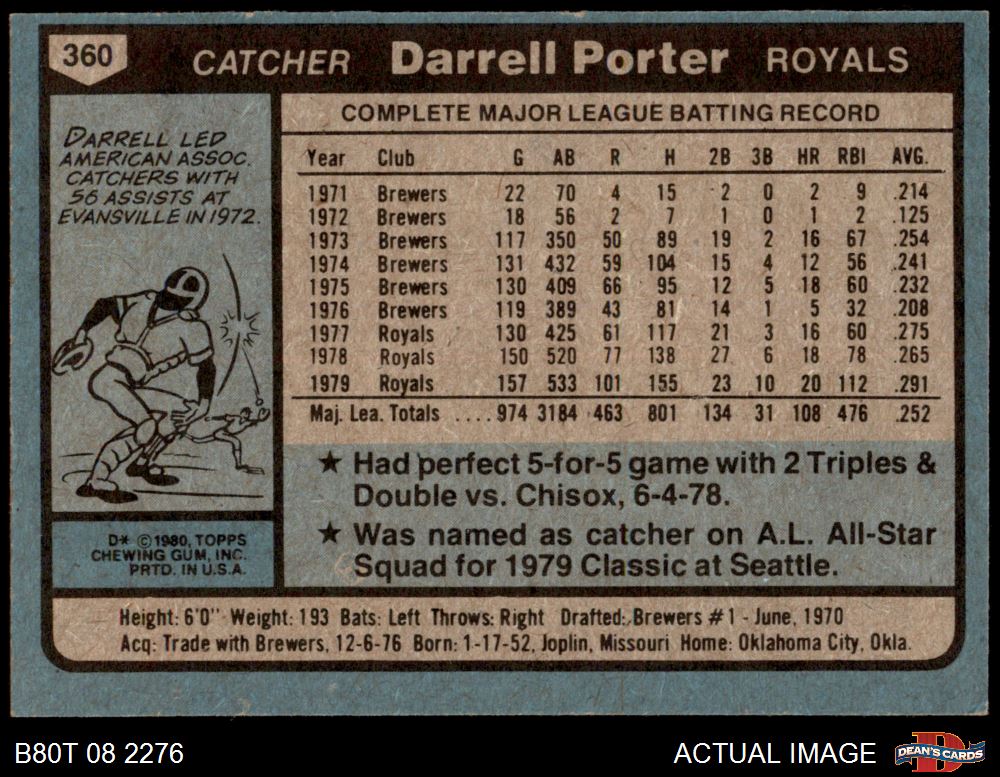 360 CATCHER Darrell Porter ROYALS
DARRELL LED
AMERICAN ASSOC.
CATCHERS WITH
56 ASSISTS AT
EVANSVILLE IN 1972.
D* ©1980, TOPPS
CHEWING GUM, INC.
PRTD. IN U.S.A.
COMPLETE MAJOR LEAGUE BATTING RECORD
Year Club G AB R H 2B 3B HR RBI AVG.
1971 Brewers 22 70 4 15 2 0 2 9 .214
1972 Brewers 18 56 2 7 1 0 1 2 .125
1973 Brewers 117 350 50 89 19 2 16 67 .254
1974 Brewers 131 432 59 104 15 4 12 56 .241
1975 Brewers 130 409 66 95 12 5 18 60 .232
1976 Brewers 119 389 43 81 14 1 5 32 .208
1977 Royals 130 425 61 117 21 3 16 60 .275
1978 Royals 150 520 77 138 27 6 18 78 .265
1979 Royals 157 533 101 155 23 10 20 112 .291
Maj. Lea. Totals ....974 3184 463 801 134 31 108 476 .252
★ Had perfect 5-for-5 game with 2 Triples &
Double vs. Chisox, 6-4-78.
★ Was named as catcher on A.L. All-Star
Squad for 1979 Classic at Seattle.
Height: 6'0" Weight: 193 Bats: Left Throws: Right Drafted: Brewers #1 - June, 1970
Acq: Trade with Brewers, 12-6-76 Born: 1-17-52, Joplin, Missouri Home: Oklahoma City, Okla.
B80T 08 2276 ACTUAL IMAGE D DEAN'S CARDS